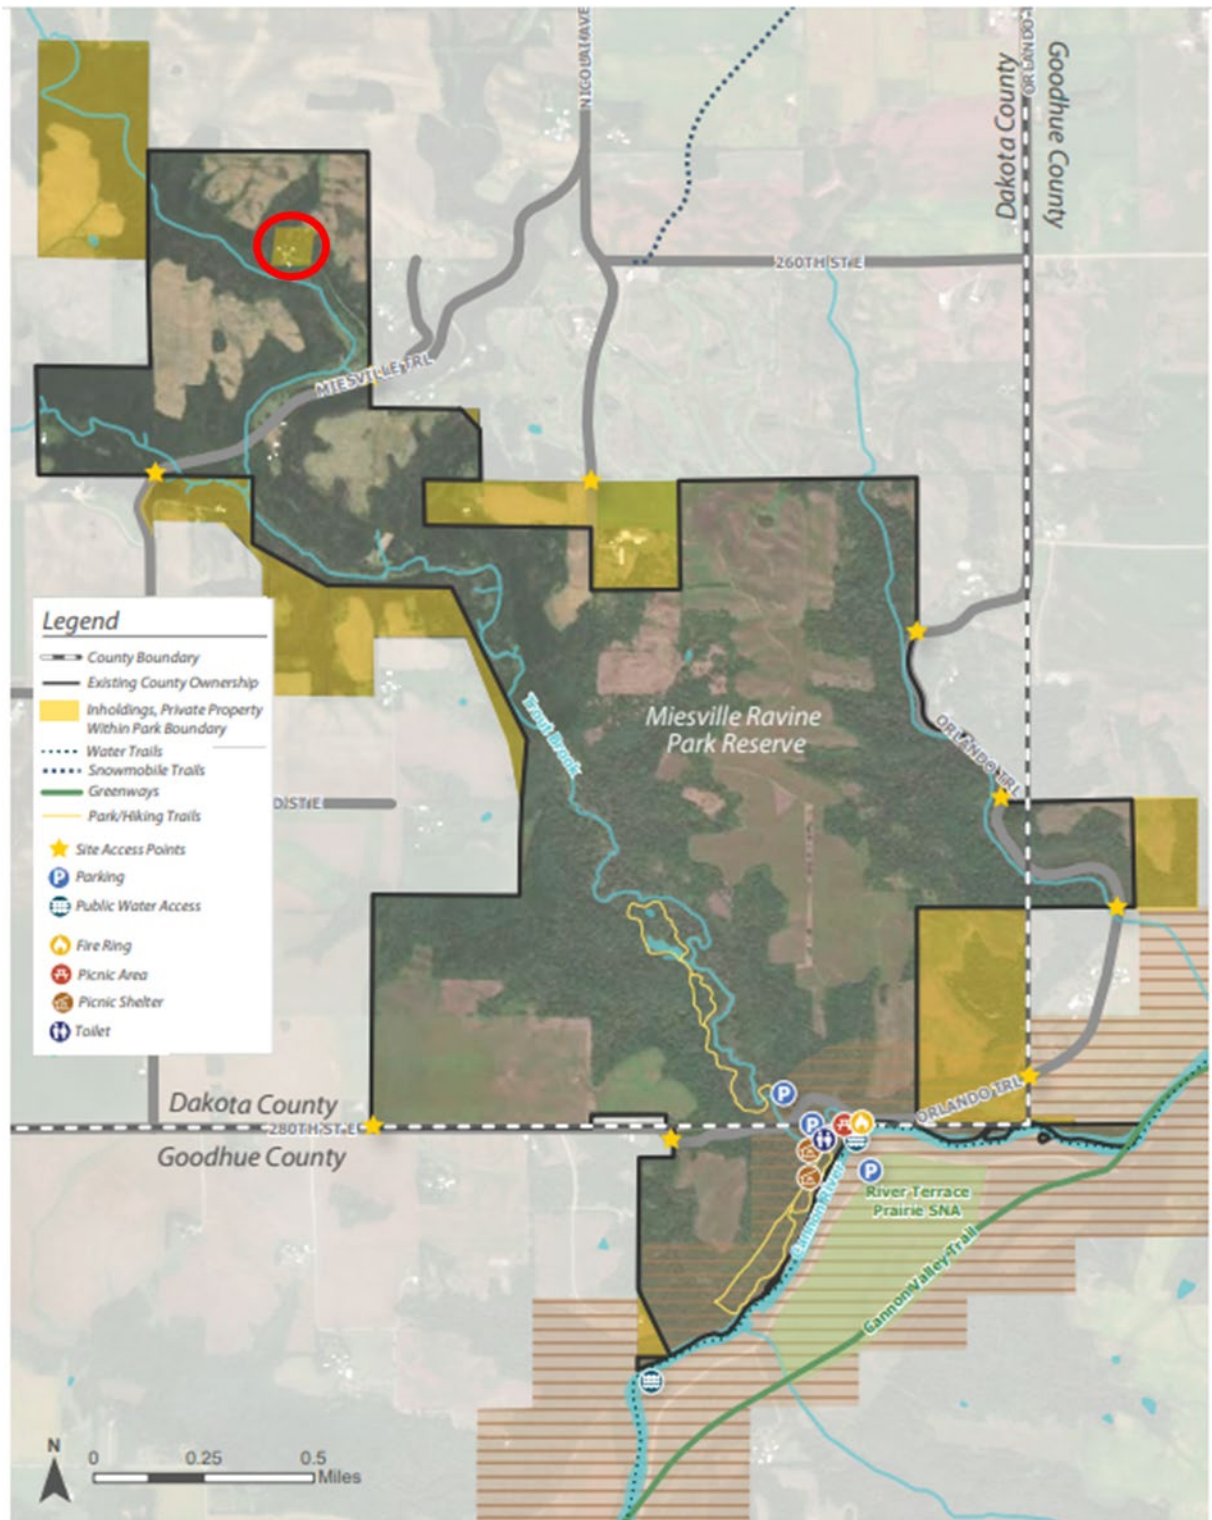 NICOLAI AVE
ORLANDO
Dakota County
Goodhue County
260TH ST E
MIESVILLE TRL
Legend
County Boundary
Existing County Ownership
Inholdings, Private Property
Within Park Boundary
Water Trails
Snowmobile Trails
Greenways
Park/Hiking Trails
Site Access Points
P Parking
Public Water Access
Fire Ring
Picnic Area
Picnic Shelter
Toilet
Trout Brook
Miesville Ravine
Park Reserve
ORLANDO TRL
D ST E
P
ORLANDO TRL
Dakota County
280TH ST E
Goodhue County
P
P
Cannon River
River Terrace
Prairie SNA
Cannon Valley Trail
N
0 0.25 0.5
Miles